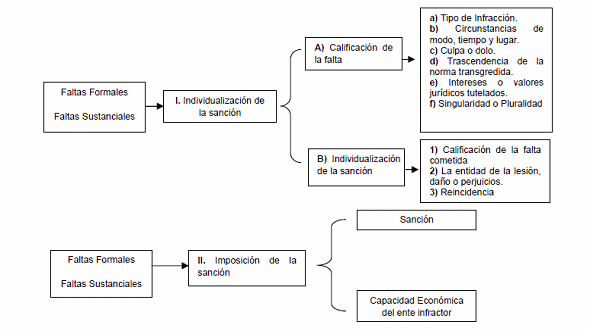 Faltas Formales
Faltas Sustanciales
I. Individualización de
la sanción
A) Calificación de
la falta
a) Tipo de Infracción.
b) Circunstancias de
modo, tiempo y lugar.
c) Culpa o dolo.
d) Trascendencia de la
norma transgredida.
e) Intereses o valores
jurídicos tutelados.
f) Singularidad o Pluralidad
B) Individualización
de la sanción
1) Calificación de la falta
cometida
2) La entidad de la lesión,
daño o perjuicios.
3) Reincidencia
Faltas Formales
Faltas Sustanciales
II. Imposición de la
sanción
Sanción
Capacidad Económica
del ente infractor